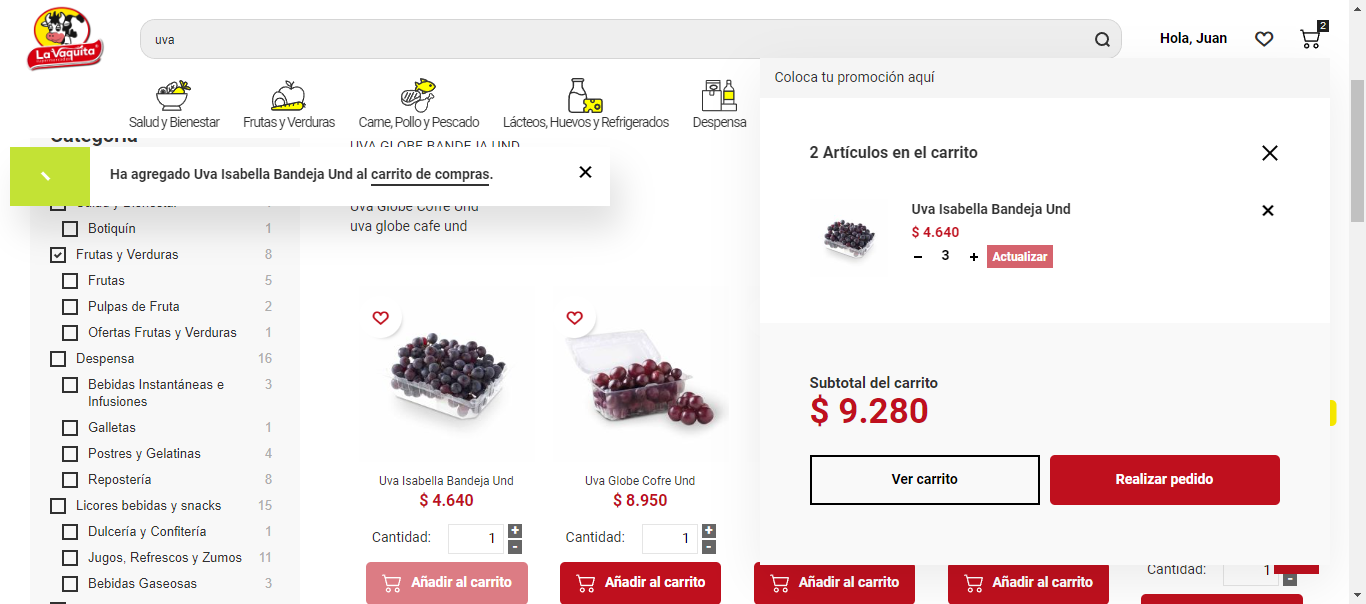 La Vaquita
uva
Hola, Juan
2
Salud y Bienestar
Frutas y Verduras
Carne, Pollo y Pescado
Lácteos, Huevos y Refrigerados
Despensa
Coloca tu promoción aquí
2 Artículos en el carrito
Uva Isabella Bandeja Und
$ 4.640
− 3 + Actualizar
Subtotal del carrito
$ 9.280
Ver carrito
Realizar pedido
Categoría
UVA GLOBE BANDEJA UND
Ha agregado Uva Isabella Bandeja Und al carrito de compras.
Salud y Bienestar
Uva Globe Cofre Und
uva globe cafe und
Botiquín 1
Frutas y Verduras 8
Frutas 5
Pulpas de Fruta 2
Ofertas Frutas y Verduras 1
Despensa 16
Bebidas Instantáneas e 3
Infusiones
Galletas 1
Postres y Gelatinas 4
Repostería 8
Licores bebidas y snacks 15
Dulcería y Confitería 1
Jugos, Refrescos y Zumos 11
Bebidas Gaseosas 3
Uva Isabella Bandeja Und
$ 4.640
Cantidad: 1 + -
Añadir al carrito
Uva Globe Cofre Und
$ 8.950
Cantidad: 1 + -
Añadir al carrito
Añadir al carrito
Añadir al carrito
Cantidad: 1 -